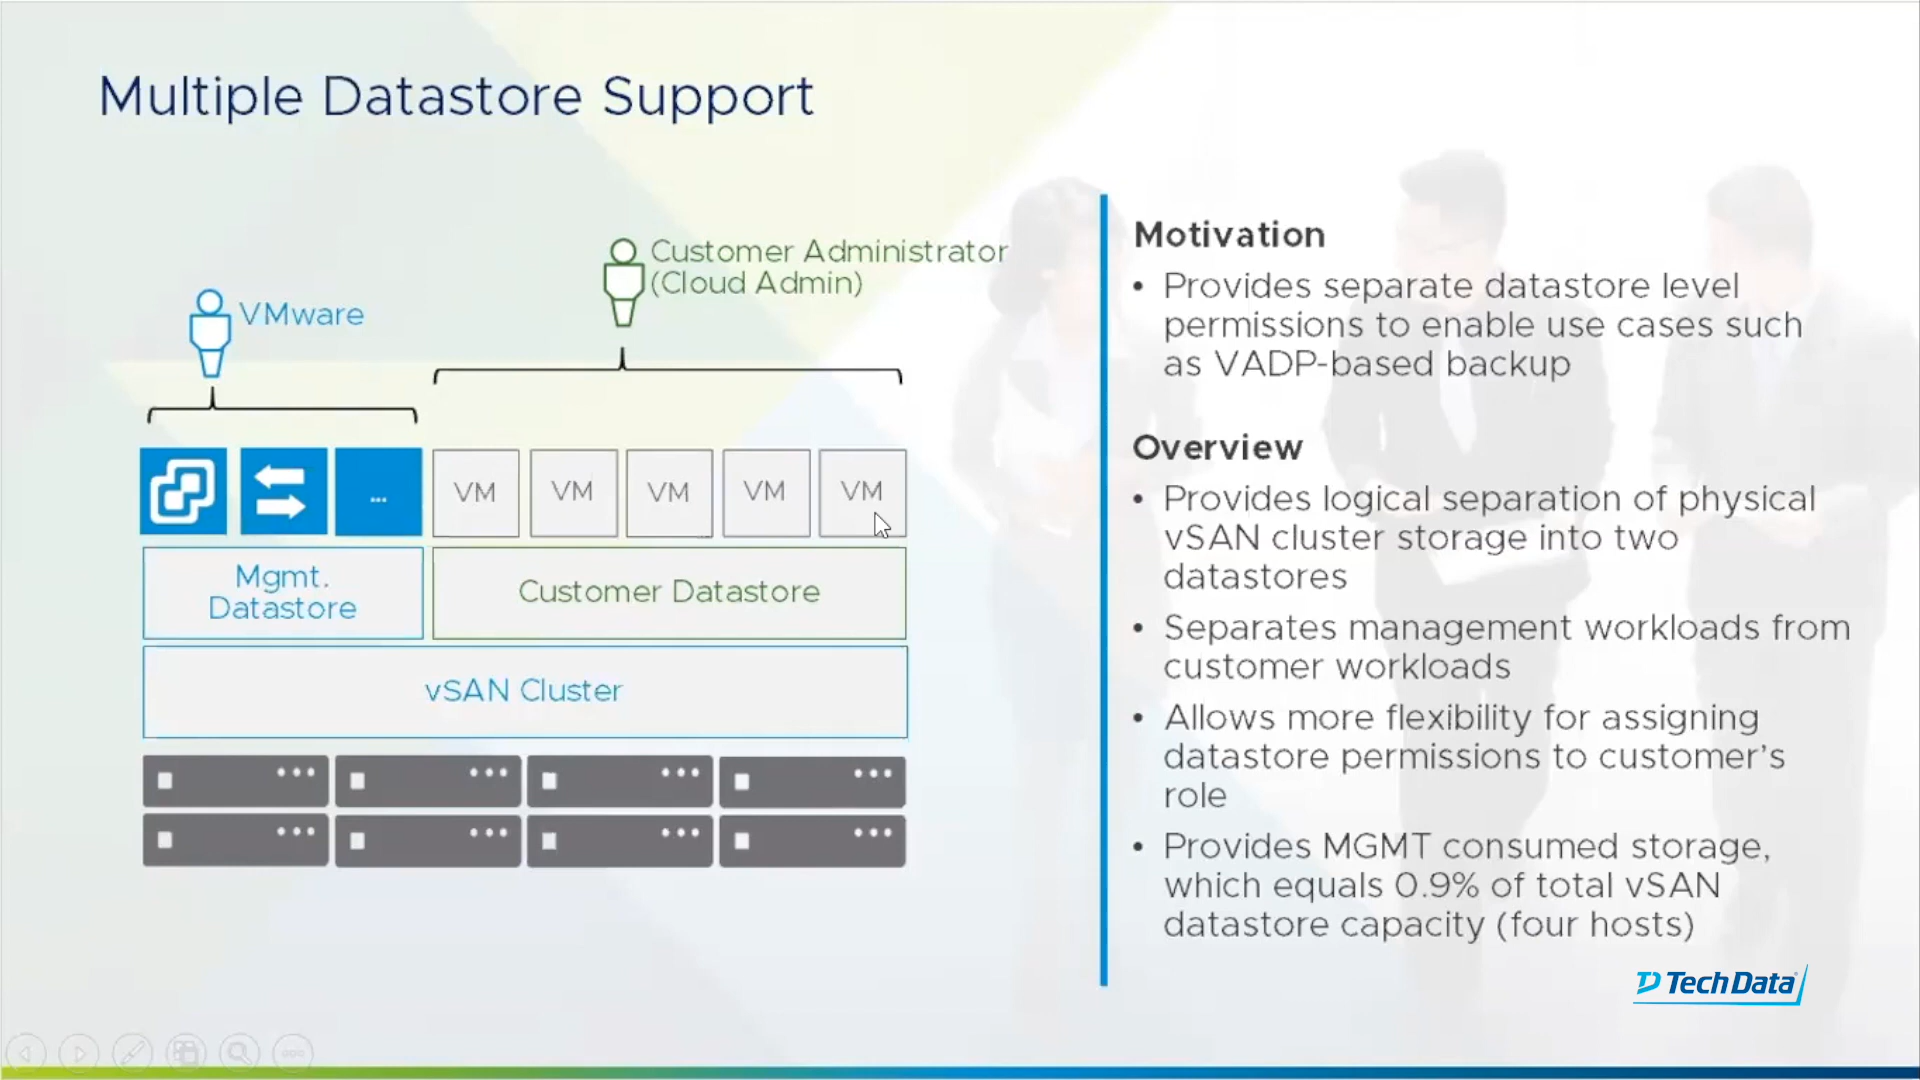 Multiple Datastore Support
Customer Administrator
(Cloud Admin)
VMware
...
VM
VM
VM
VM
VM
Mgmt.
Datastore
Customer Datastore
vSAN Cluster
Motivation
• Provides separate datastore level
permissions to enable use cases such
as VADP-based backup
Overview
• Provides logical separation of physical
vSAN cluster storage into two
datastores
• Separates management workloads from
customer workloads
• Allows more flexibility for assigning
datastore permissions to customer's
role
• Provides MGMT consumed storage,
which equals 0.9% of total vSAN
datastore capacity (four hosts)
Tech Data